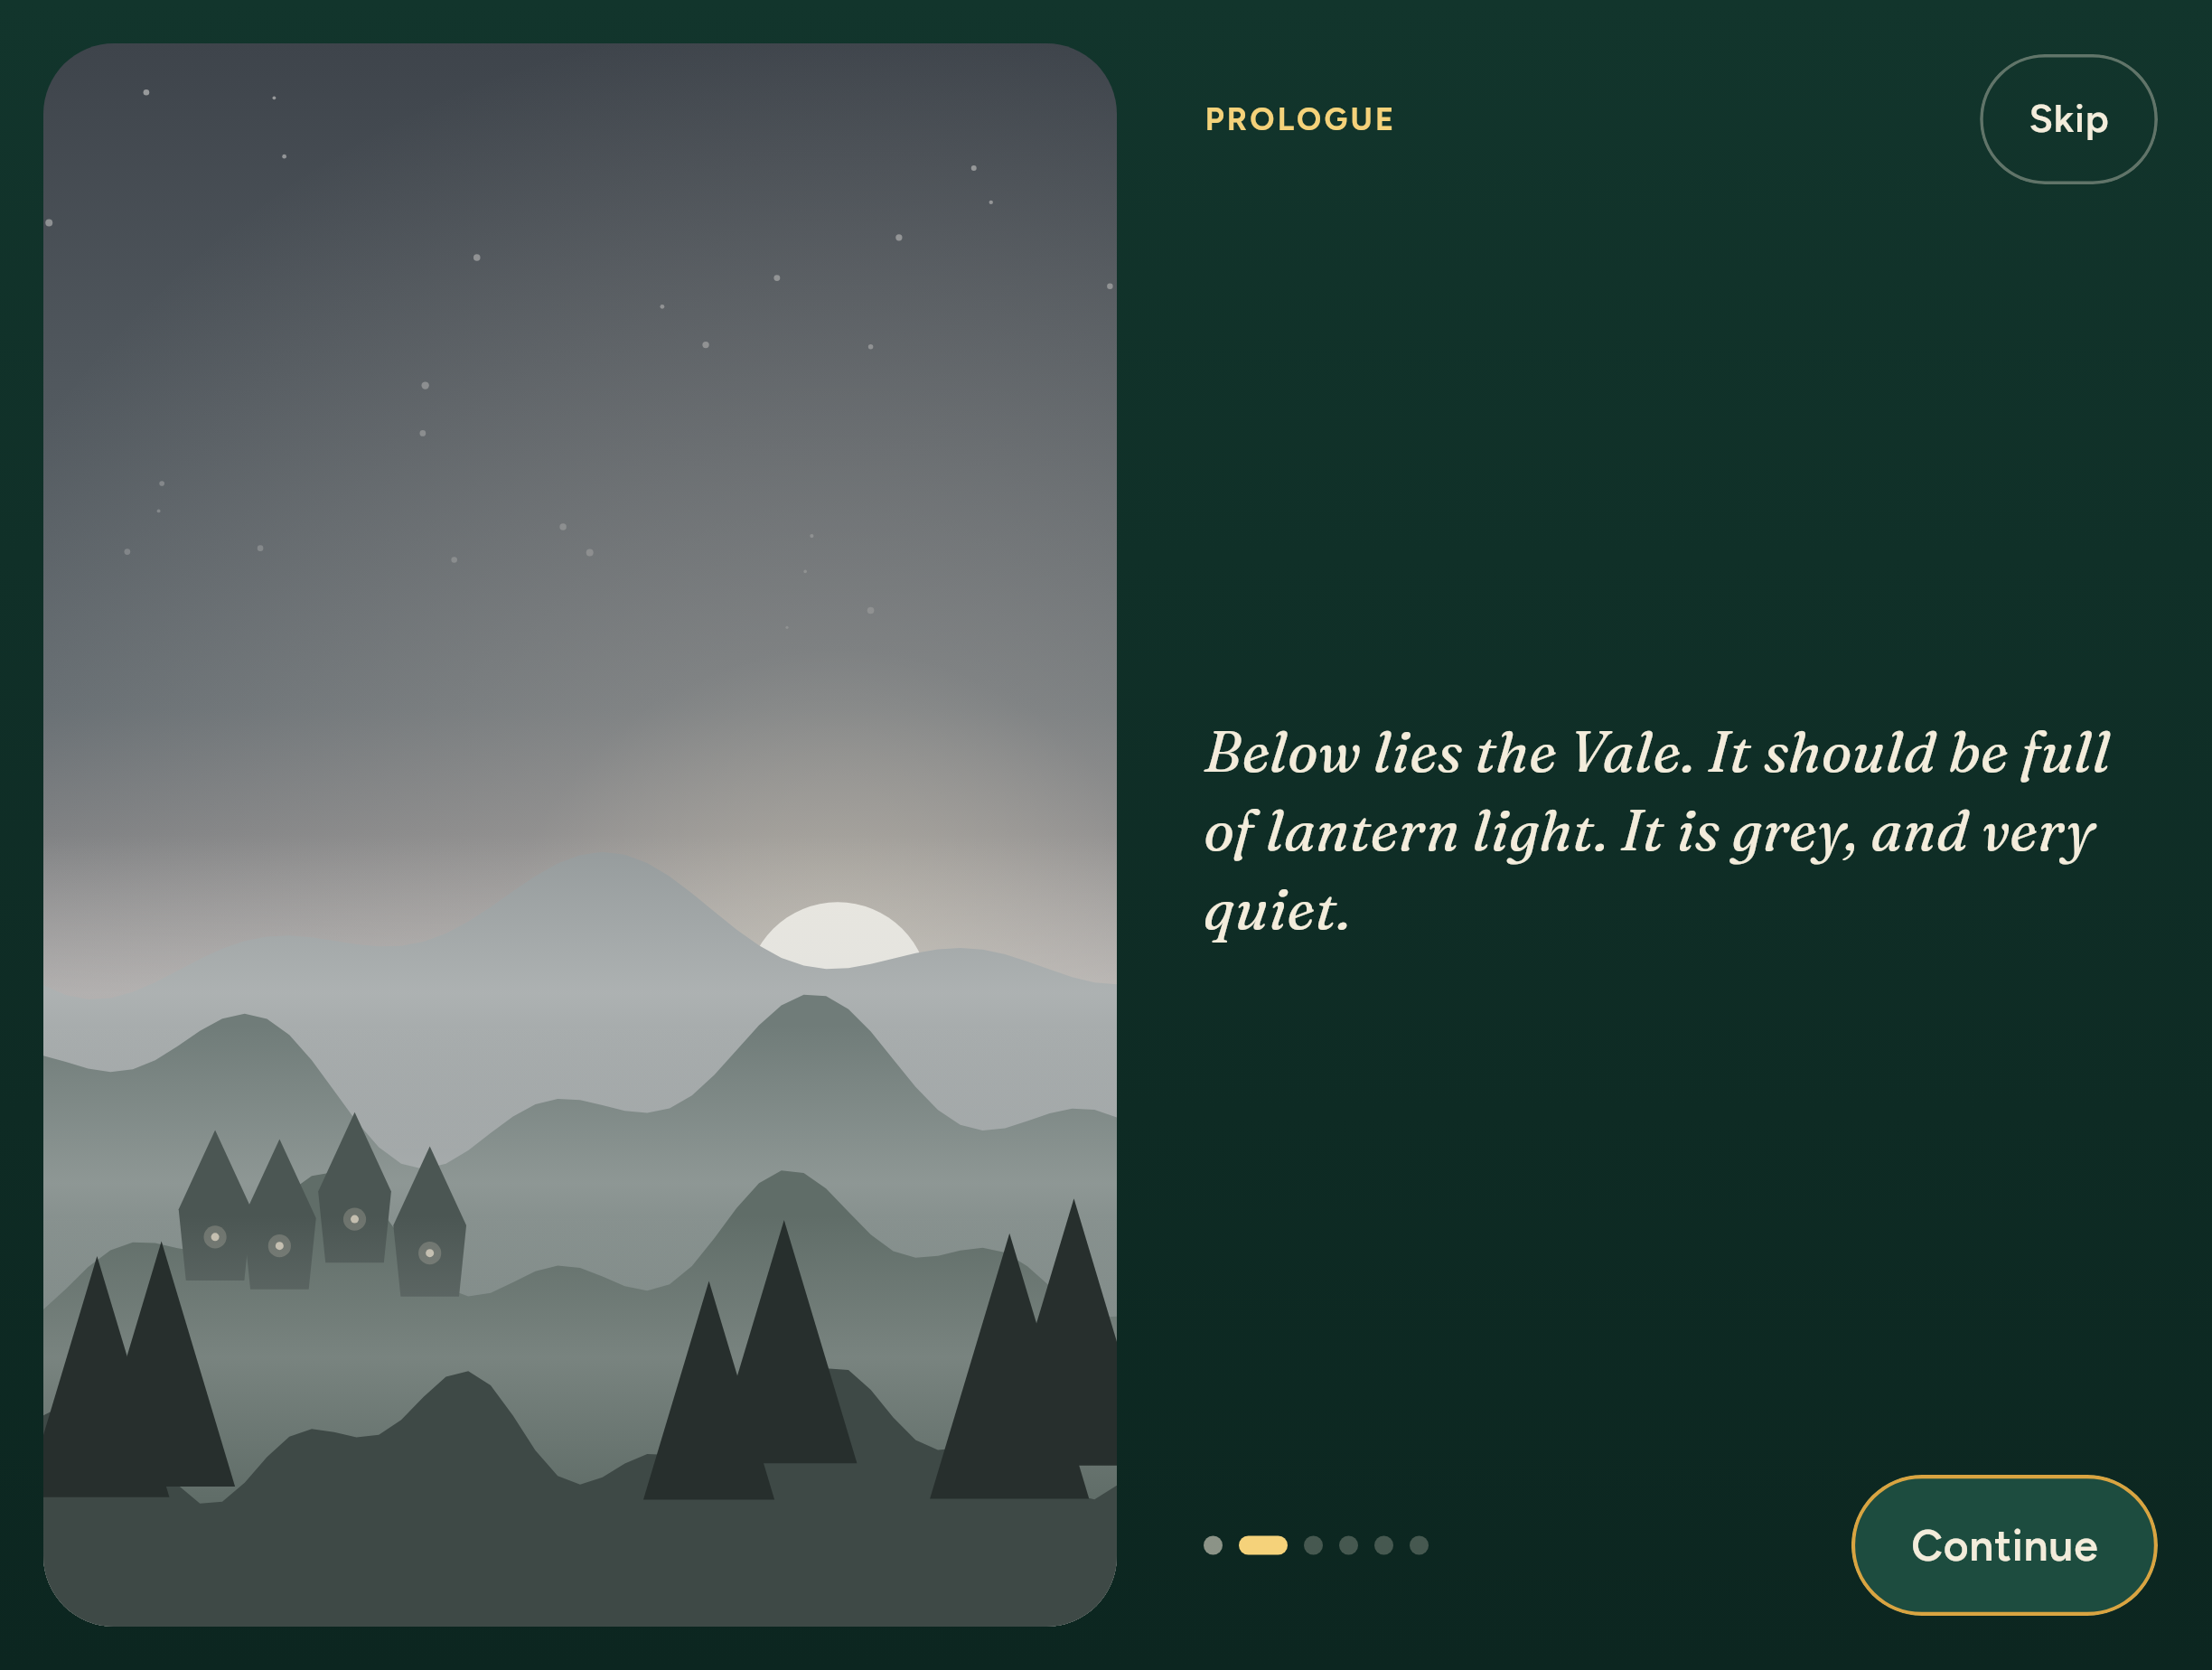 PROLOGUE
Skip
Below lies the Vale. It should be full
of lantern light. It is grey, and very
quiet.
Continue